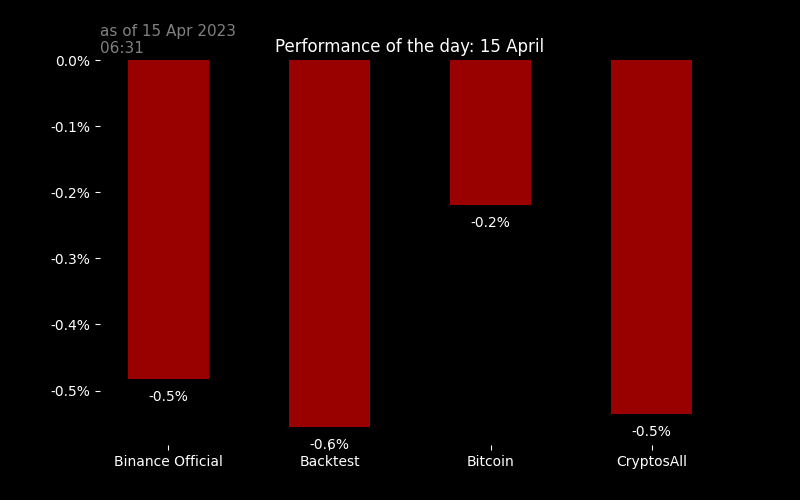 as of 15 Apr 2023
06:31
Performance of the day: 15 April
0.0%
-0.1%
-0.2%
-0.3%
-0.4%
-0.5%
-0.5%
-0.6%
-0.2%
-0.5%
Binance Official
Backtest
Bitcoin
CryptosAll